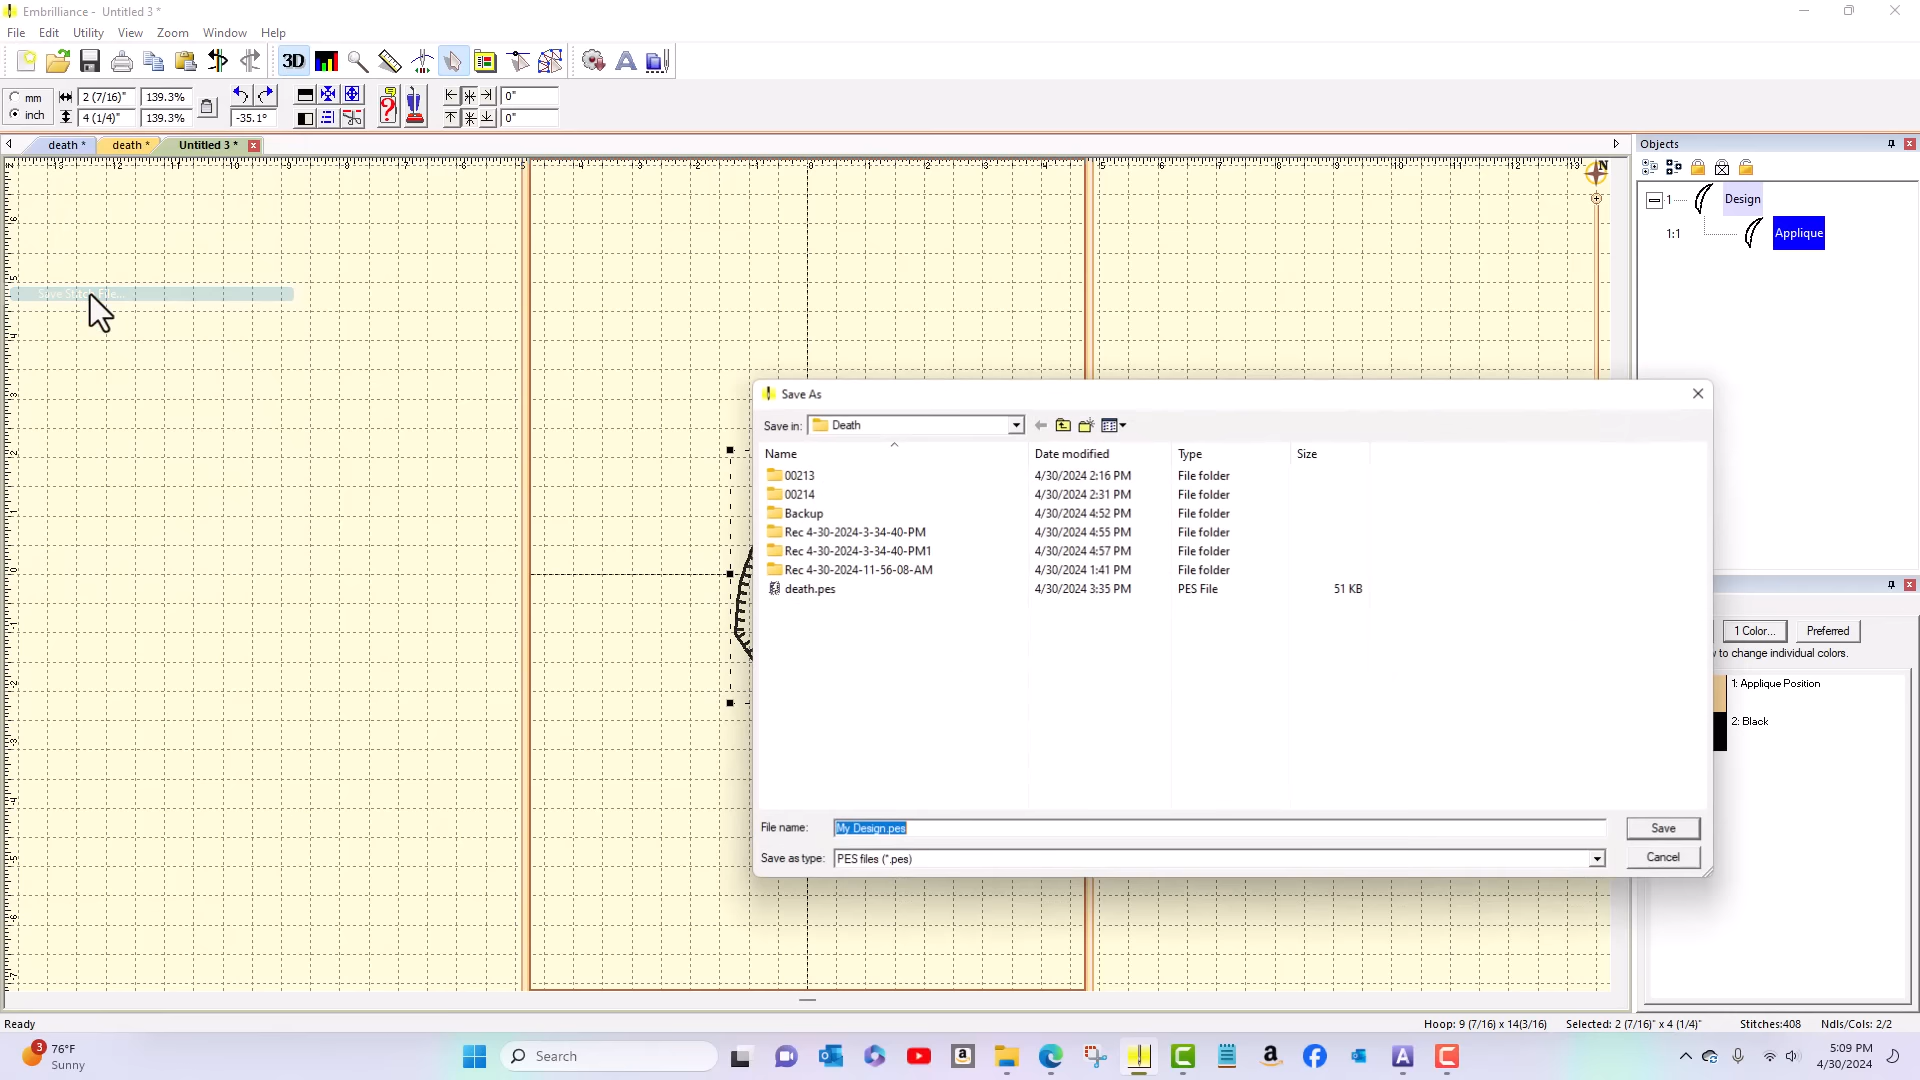 Embrilliance - Untitled 3 *
File Edit Utility View Zoom Window Help
3D
mm 2 (7/16)" 139.3% 0"
inch 4 (1/4)" 139.3% -35.1° 0"
death * death * Untitled 3 *
Objects
N
1 Design
1:1 Applique
Save Stitch File...
Save As
Save in: Death
Name Date modified Type Size
00213 4/30/2024 2:16 PM File folder
00214 4/30/2024 2:31 PM File folder
Backup 4/30/2024 4:52 PM File folder
Rec 4-30-2024-3-34-40-PM 4/30/2024 4:55 PM File folder
Rec 4-30-2024-3-34-40-PM1 4/30/2024 4:57 PM File folder
Rec 4-30-2024-11-56-08-AM 4/30/2024 1:41 PM File folder
death.pes 4/30/2024 3:35 PM PES File 51 KB
File name: My Design.pes Save
Save as type: PES files (*.pes) Cancel
1 Color... Preferred
to change individual colors.
1: Applique Position
2: Black
Ready Hoop: 9 (7/16) x 14(3/16) Selected: 2 (7/16)" x 4 (1/4)" Stitches:408 Ndls/Cols: 2/2
3 76°F
Sunny
Search
5:09 PM
4/30/2024